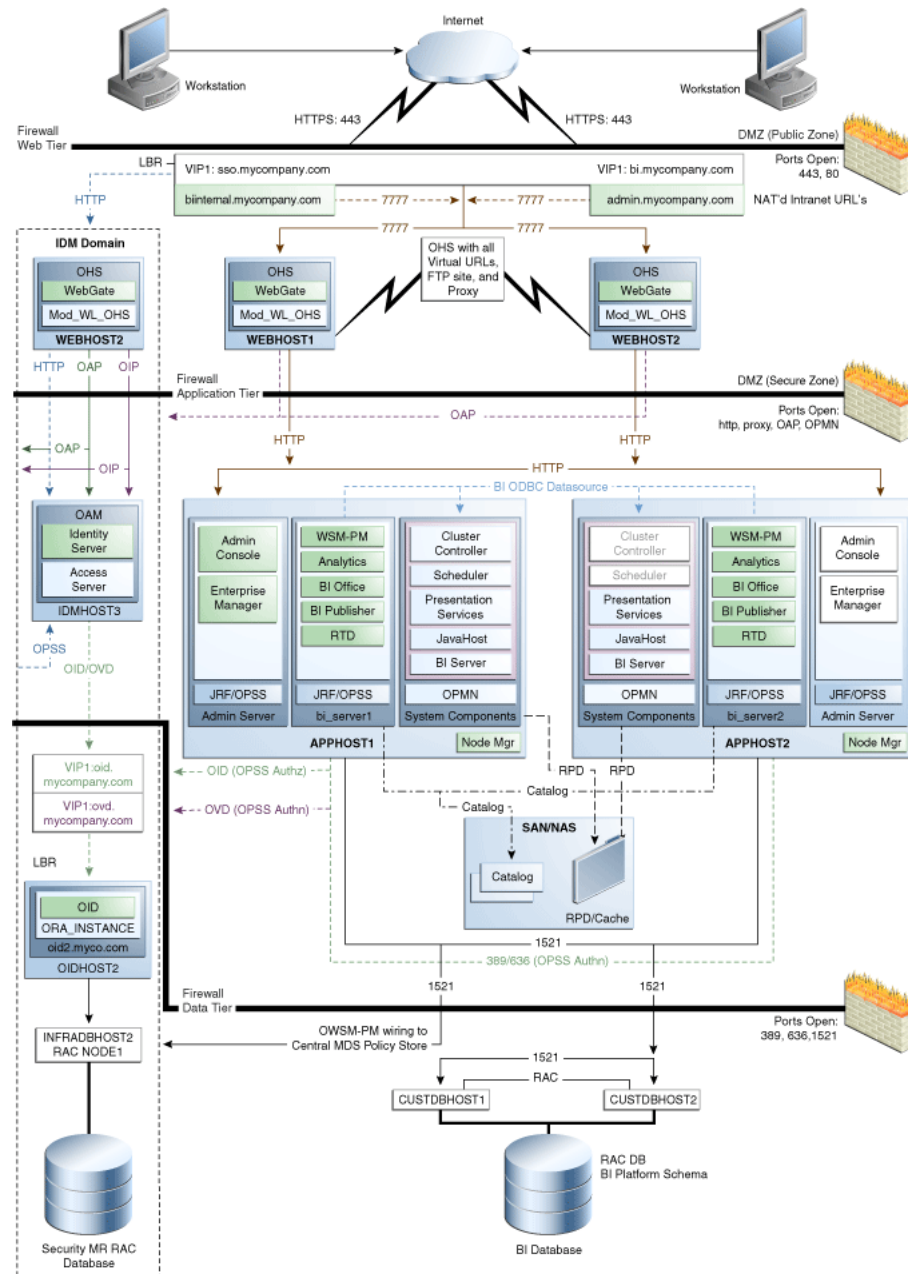 Internet
Workstation
Workstation
HTTPS: 443
HTTPS: 443
Firewall
Web Tier
DMZ (Public Zone)
Ports Open:
443, 80
LBR
VIP1: sso.mycompany.com
VIP1: bi.mycompany.com
HTTP
biinternal.mycompany.com
7777
7777
admin.mycompany.com
NAT'd Intranet URL's
7777
7777
IDM Domain
OHS
WebGate
Mod_WL_OHS
WEBHOST2
OHS
WebGate
Mod_WL_OHS
WEBHOST1
OHS with all
Virtual URLs,
FTP site, and
Proxy
OHS
WebGate
Mod_WL_OHS
WEBHOST2
HTTP
OAP
OIP
Firewall
Application Tier
DMZ (Secure Zone)
Ports Open:
http, proxy, OAP, OPMN
OAP
OAP
OIP
HTTP
HTTP
HTTP
BI ODBC Datasource
OAM
Identity
Server
Access
Server
IDMHOST3
OPSS
OID/OVD
Admin
Console
Enterprise
Manager
JRF/OPSS
Admin Server
WSM-PM
Analytics
BI Office
BI Publisher
RTD
JRF/OPSS
bi_server1
Cluster
Controller
Scheduler
Presentation
Services
JavaHost
BI Server
OPMN
System Components
APPHOST1
Node Mgr
Cluster
Controller
Scheduler
Presentation
Services
JavaHost
BI Server
OPMN
System Components
WSM-PM
Analytics
BI Office
BI Publisher
RTD
JRF/OPSS
bi_server2
Admin
Console
Enterprise
Manager
JRF/OPSS
Admin Server
APPHOST2
Node Mgr
VIP1:oid.
mycompany.com
VIP1:ovd.
mycompany.com
OID (OPSS Authz)
OVD (OPSS Authn)
RPD
RPD
Catalog
Catalog
SAN/NAS
Catalog
RPD/Cache
LBR
OID
ORA_INSTANCE
oid2.myco.com
OIDHOST2
1521
389/636 (OPSS Authn)
1521
1521
Firewall
Data Tier
Ports Open:
389, 636,1521
INFRADBHOST2
RAC NODE1
OWSM-PM wiring to
Central MDS Policy Store
1521
RAC
CUSTDBHOST1
CUSTDBHOST2
RAC DB
BI Platform Schema
Security MR RAC
Database
BI Database